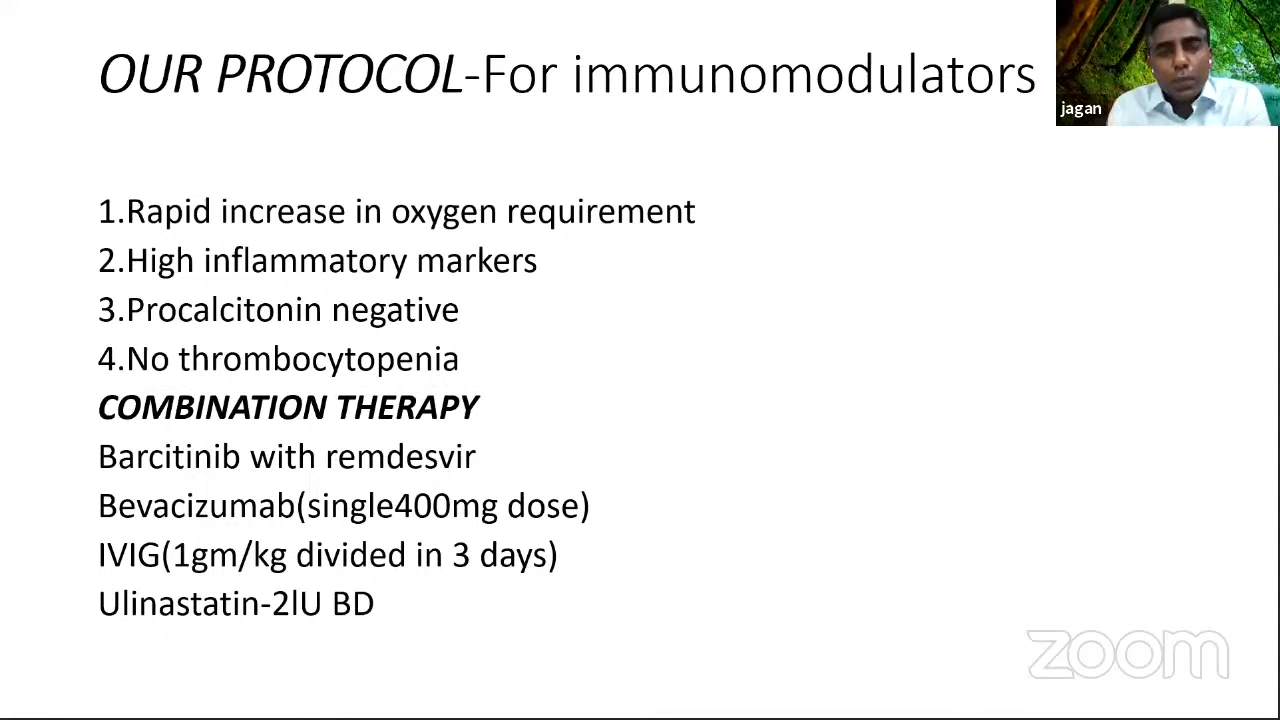 OUR PROTOCOL-For immunomodulators
jagan
1.Rapid increase in oxygen requirement
2.High inflammatory markers
3.Procalcitonin negative
4.No thrombocytopenia
COMBINATION THERAPY
Barcitinib with remdesvir
Bevacizumab(single400mg dose)
IVIG(1gm/kg divided in 3 days)
Ulinastatin-2lU BD
zoom